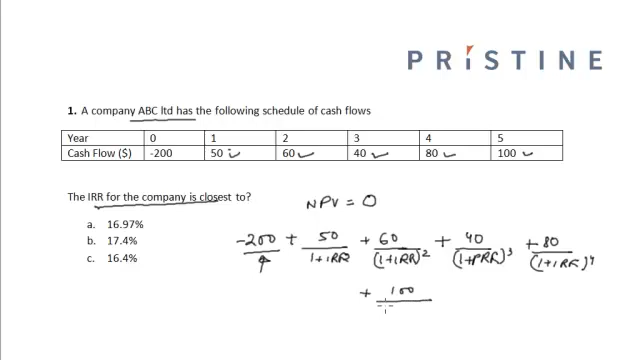 PRISTINE
1. A company ABC ltd has the following schedule of cash flows
Year 0 1 2 3 4 5
Cash Flow ($) -200 50 60 40 80 100
The IRR for the company is closest to?
NPV = 0
a. 16.97%
b. 17.4%
c. 16.4%
-200 + 50/(1+IRR) + 60/(1+IRR)^2 + 40/(1+IRR)^3 + 80/(1+IRR)^4
+ 100